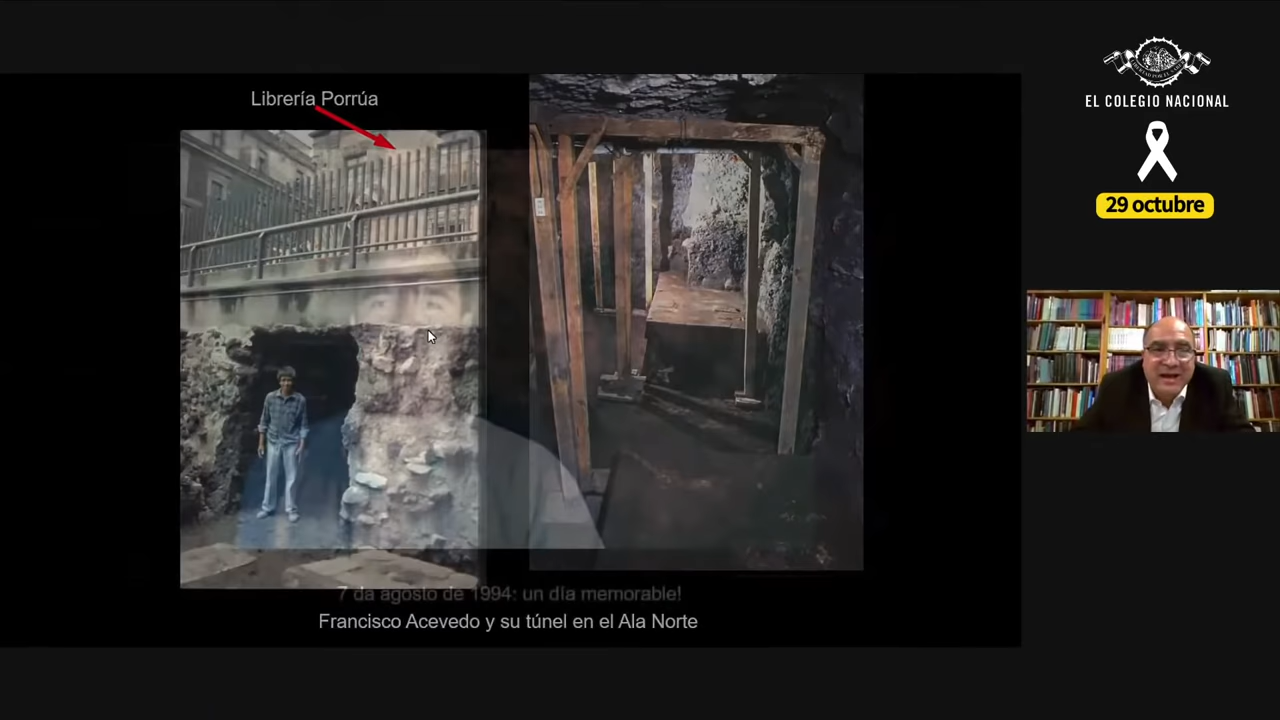 Librería Porrúa
7 da agosto de 1994: un día memorable!
Francisco Acevedo y su túnel en el Ala Norte
EL COLEGIO NACIONAL
29 octubre